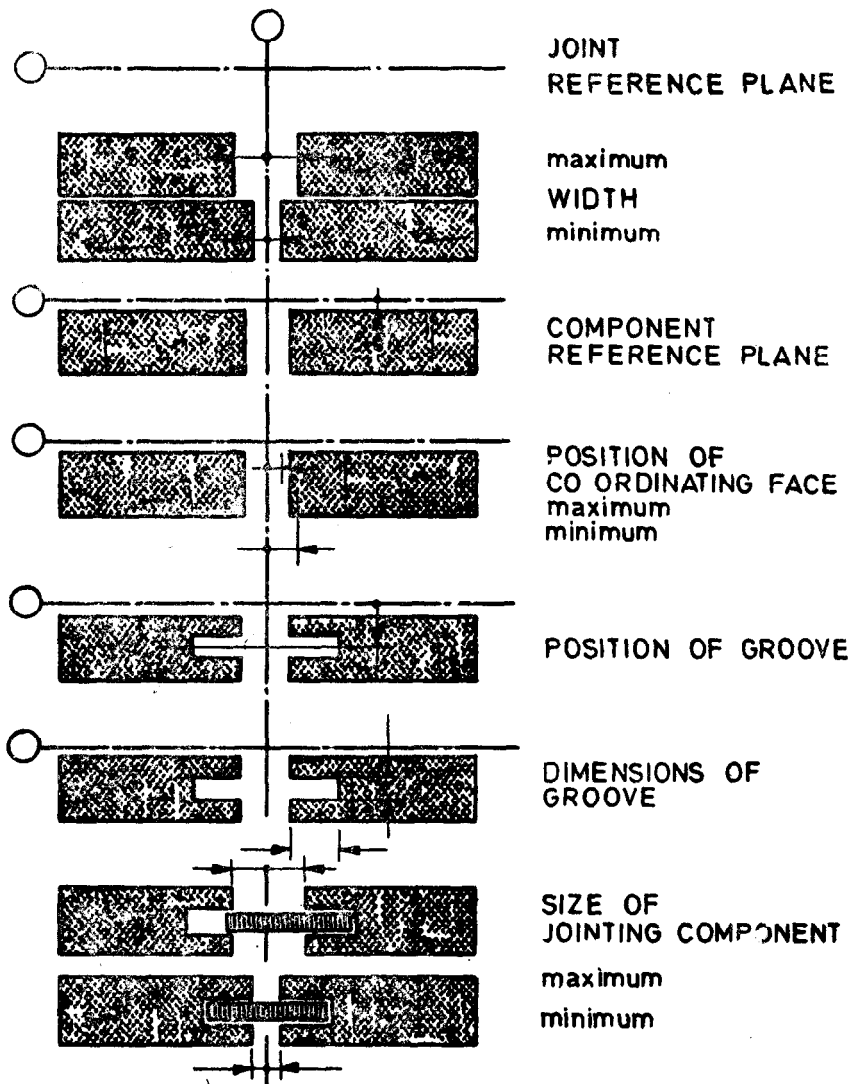 JOINT
REFERENCE PLANE
maximum
WIDTH
minimum
COMPONENT
REFERENCE PLANE
POSITION OF
CO ORDINATING FACE
maximum
minimum
POSITION OF GROOVE
DIMENSIONS OF
GROOVE
SIZE OF
JOINTING COMPONENT
maximum
minimum